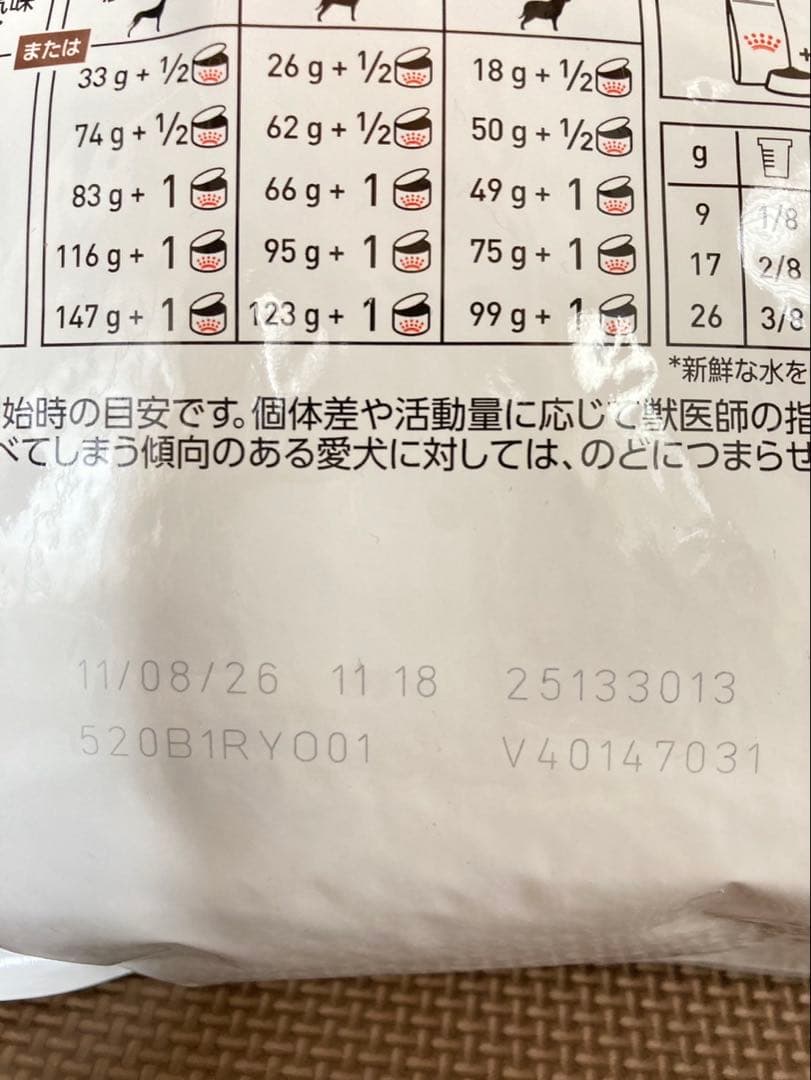 または
33 g + ½ 26 g + ½ 18 g + ½
74 g + ½ 62 g + ½ 50 g + ½
83 g + 1 66 g + 1 49 g + 1
116 g + 1 95 g + 1 75 g + 1
147 g + 1 123 g + 1 99 g + 1
g
9 1/8
17 2/8
26 3/8
*新鮮な水を
始時の目安です。個体差や活動量に応じて獣医師の指
べてしまう傾向のある愛犬に対しては、のどにつまらせ
11/08/26 11 18 25133013
520B1RY001 V40147031